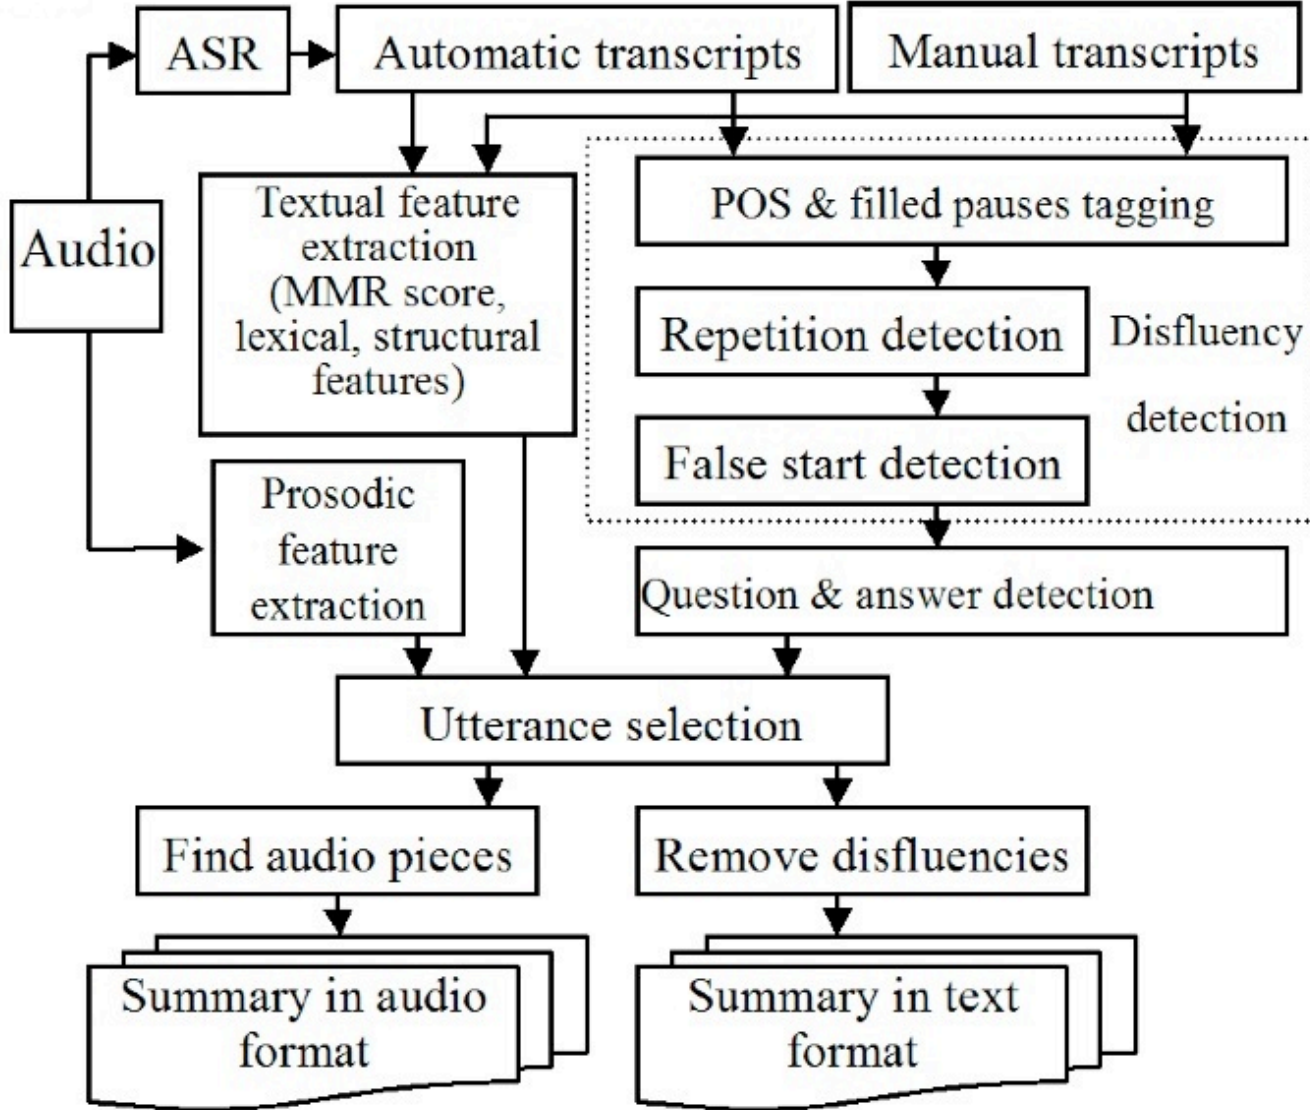 ASR
Automatic transcripts
Manual transcripts
Audio
Textual feature
extraction
(MMR score,
lexical, structural
features)
POS & filled pauses tagging
Repetition detection
False start detection
Disfluency
detection
Prosodic
feature
extraction
Question & answer detection
Utterance selection
Find audio pieces
Remove disfluencies
Summary in audio
format
Summary in text
format